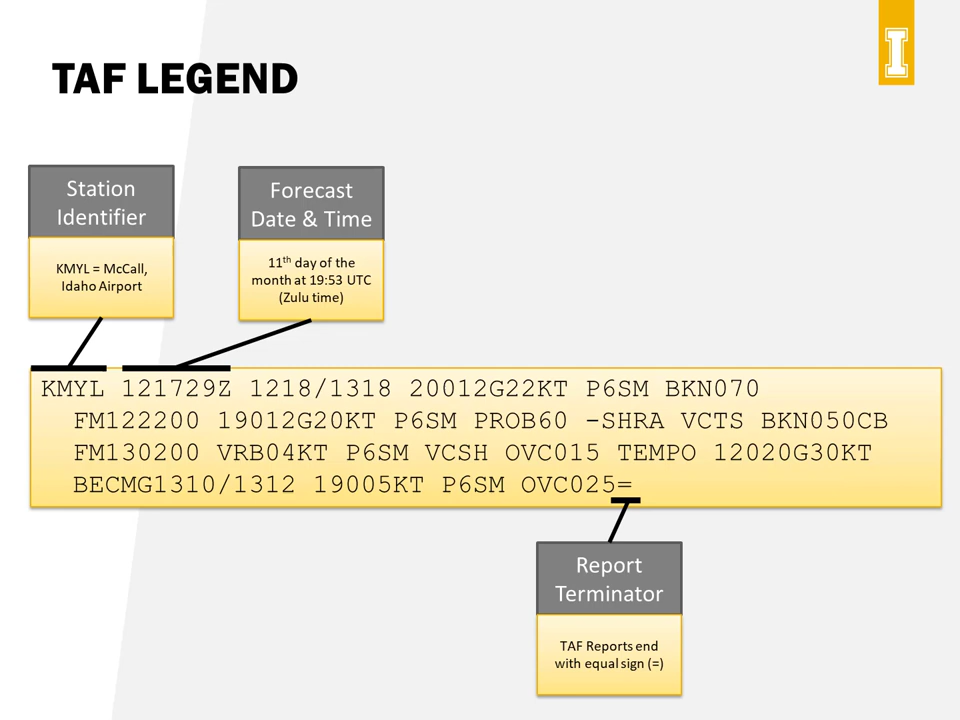 TAF LEGEND
I
Station
Identifier
KMYL = McCall,
Idaho Airport
Forecast
Date & Time
11th day of the
month at 19:53 UTC
(Zulu time)
KMYL 121729Z 1218/1318 20012G22KT P6SM BKN070
FM122200 19012G20KT P6SM PROB60 -SHRA VCTS BKN050CB
FM130200 VRB04KT P6SM VCSH OVC015 TEMPO 12020G30KT
BECMG1310/1312 19005KT P6SM OVC025=
Report
Terminator
TAF Reports end
with equal sign (=)